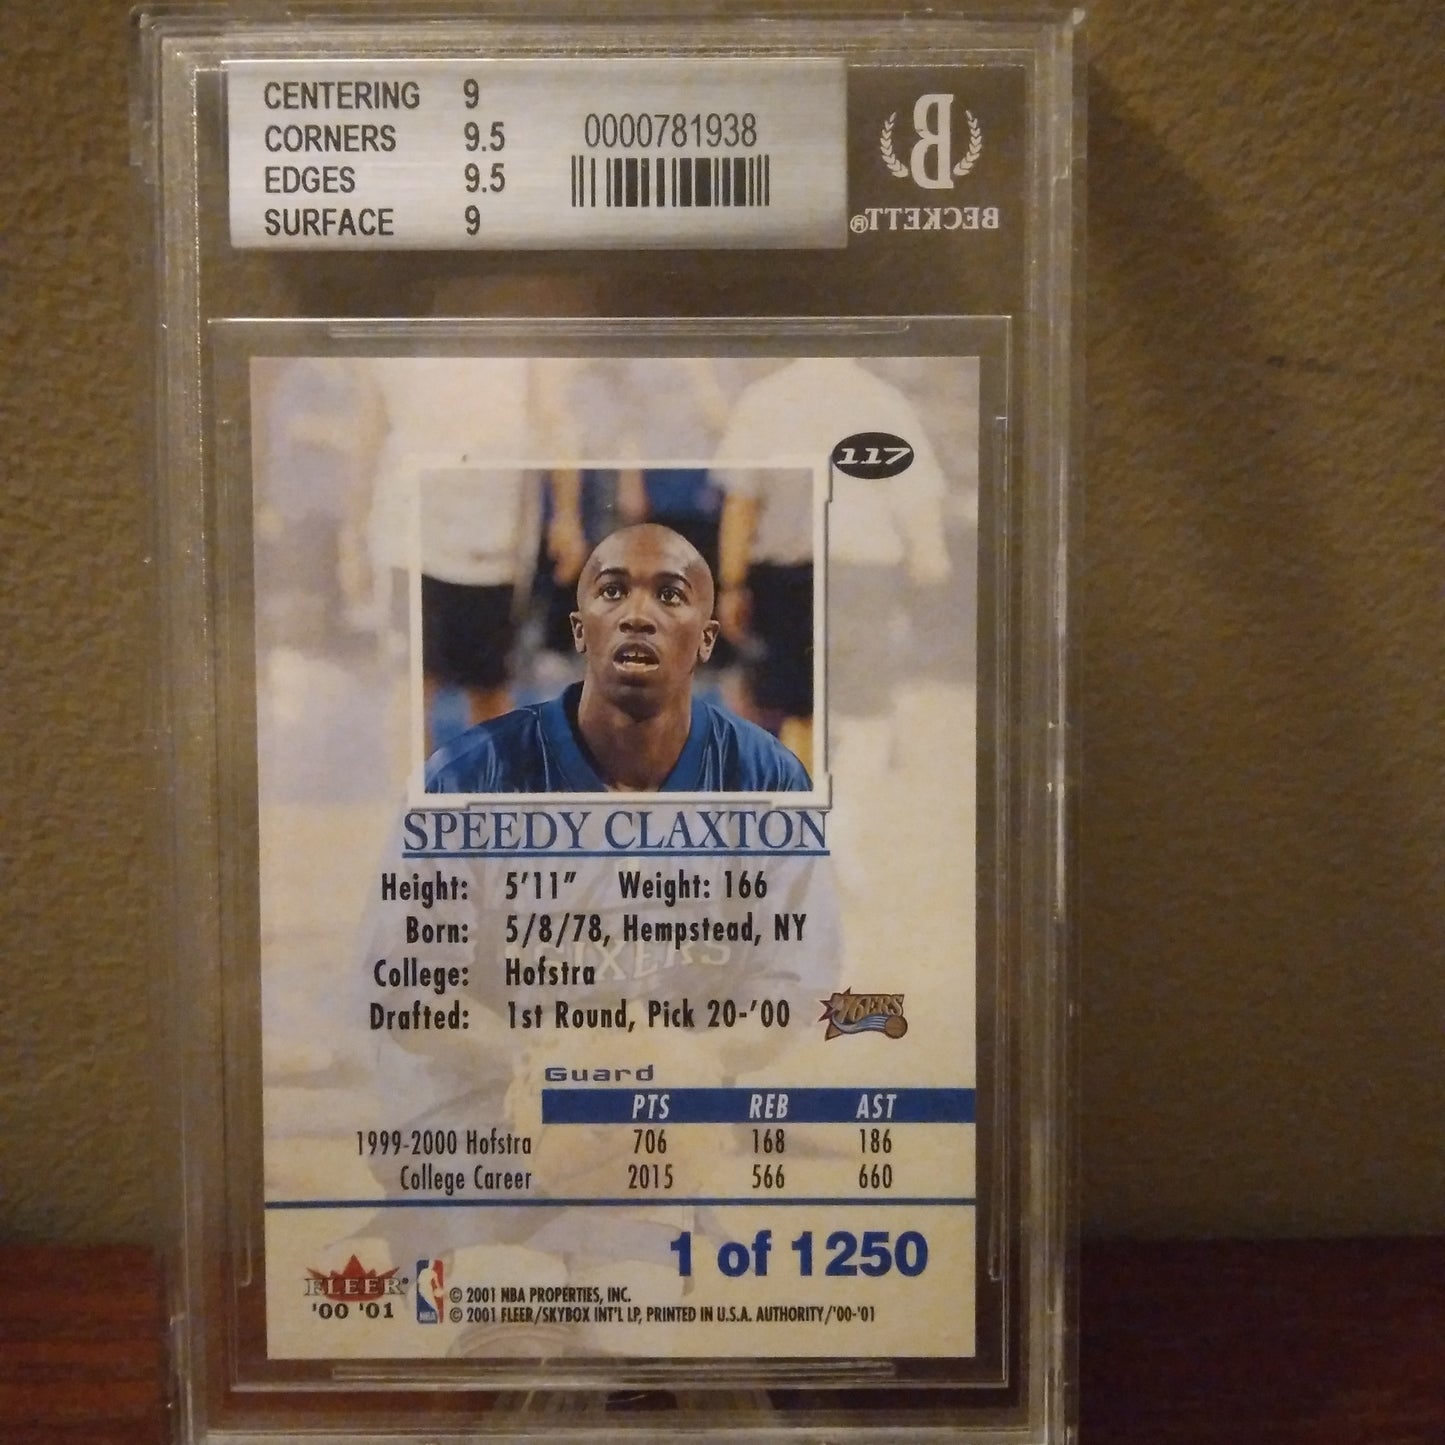 CENTERING 9
CORNERS 9.5
EDGES 9.5
SURFACE 9
0000781938
B
BECKETT®
117
SPEEDY CLAXTON
Height: 5'11" Weight: 166
Born: 5/8/78, Hempstead, NY
College: Hofstra
Drafted: 1st Round, Pick 20-'00
SIXERS
76ERS
Guard
PTS REB AST
1999-2000 Hofstra 706 168 186
College Career 2015 566 660
1 of 1250
FLEER®
'00 '01
NBA
© 2001 NBA PROPERTIES, INC.
© 2001 FLEER/SKYBOX INT'L LP, PRINTED IN U.S.A. AUTHORITY/'00-'01